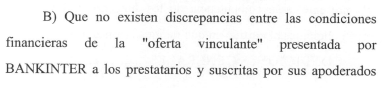 B) Que no existen discrepancias entre las condiciones
financieras de la "oferta vinculante" presentada por
BANKINTER a los prestatarios y suscritas por sus apoderados